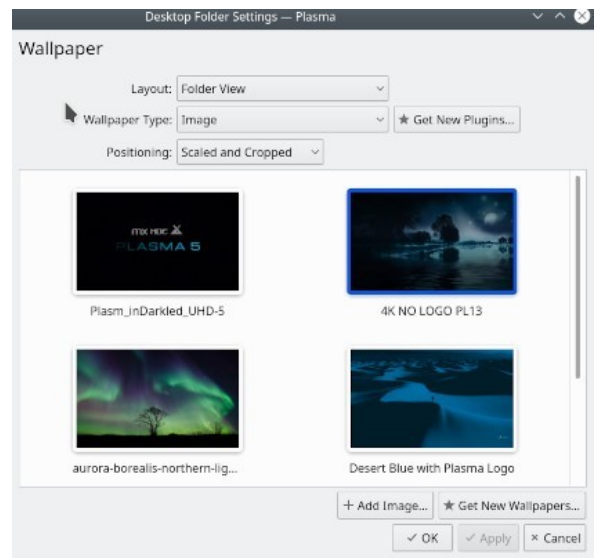 Desktop Folder Settings — Plasma
Wallpaper
Layout: Folder View
Wallpaper Type: Image ★ Get New Plugins...
Positioning: Scaled and Cropped
PLASMA 5
Plasm_inDarkled_UHD-5 4K NO LOGO PL13
aurora-borealis-northern-lig... Desert Blue with Plasma Logo
+ Add Image... ★ Get New Wallpapers...
✓ OK ✓ Apply × Cancel